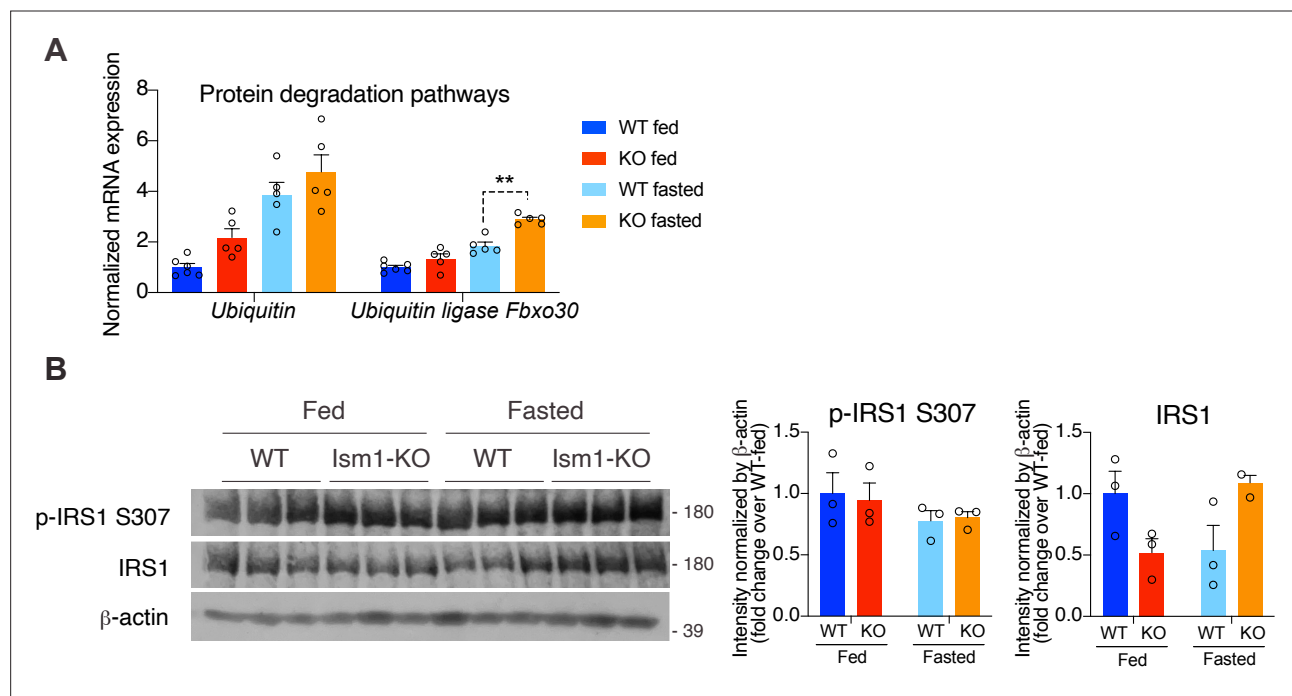 A
Normalized mRNA expression
8
6
4
2
0
Protein degradation pathways
**
Ubiquitin
Ubiquitin ligase Fbxo30
WT fed
KO fed
WT fasted
KO fasted
B
Fed Fasted
WT Ism1-KO WT Ism1-KO
p-IRS1 S307
- 180
IRS1
- 180
β-actin
- 39
p-IRS1 S307
Intensity normalized by β-actin
(fold change over WT-fed)
1.5
1.0
0.5
0.0
WT KO WT KO
Fed Fasted
IRS1
Intensity normalized by β-actin
(fold change over WT-fed)
1.5
1.0
0.5
0.0
WT KO WT KO
Fed Fasted